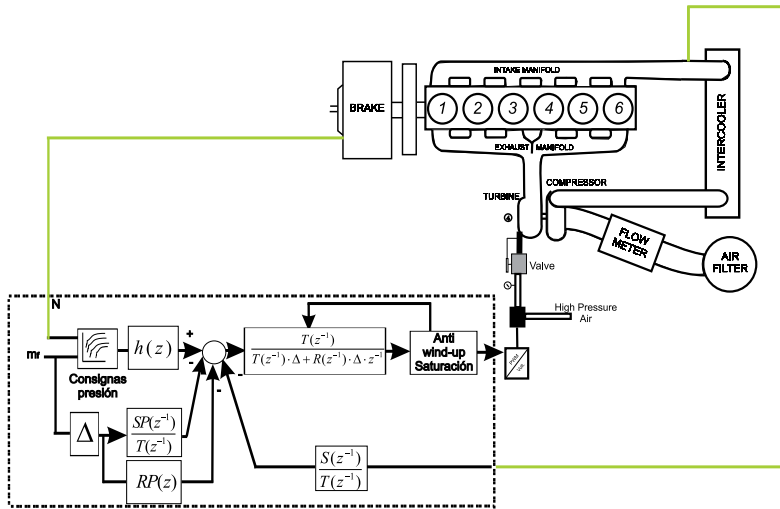 INTAKE MANIFOLD
BRAKE
1 2 3 4 5 6
EXHAUST MANIFOLD
INTERCOOLER
TURBINE
COMPRESSOR
FLOW
METER
AIR
FILTER
Valve
High Pressure
Air
N
mf
Consignas
presión
h(z)
+
-
-
-
T(z⁻¹)
T(z⁻¹)·Δ+R(z⁻¹)·Δ·z⁻¹
Anti
wind-up
Saturación
PWM
Δ
SP(z⁻¹)
T(z⁻¹)
RP(z)
S(z⁻¹)
T(z⁻¹)